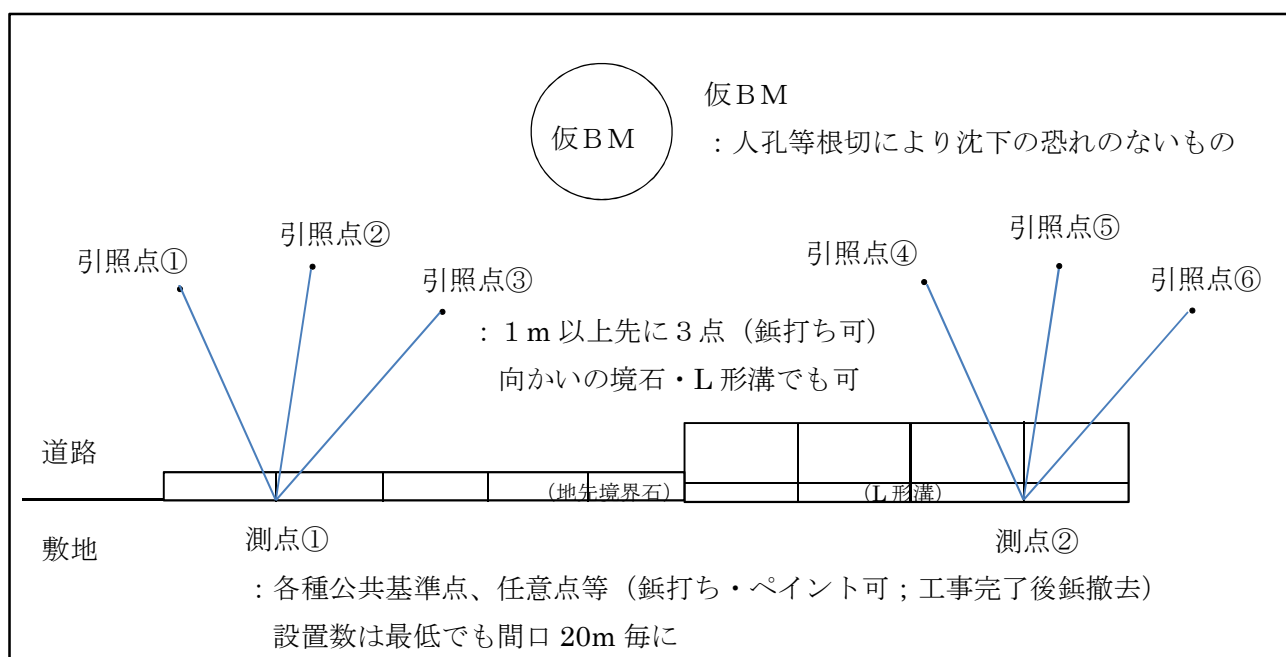 仮ＢＭ
仮ＢＭ
：人孔等根切により沈下の恐れのないもの
引照点①
引照点②
引照点③
引照点④
引照点⑤
引照点⑥
：１ｍ以上先に３点（鋲打ち可）
向かいの境石・L 形溝でも可
道路
（地先境界石）
（L 形溝）
敷地
測点①
測点②
：各種公共基準点、任意点等（鋲打ち・ペイント可；工事完了後鋲撤去）
設置数は最低でも間口 20m 毎に